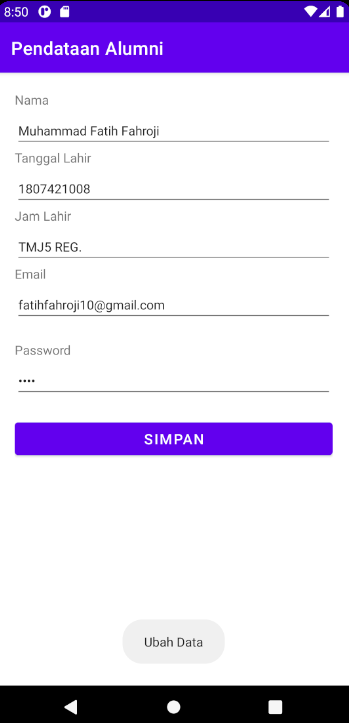 8:50
Pendataan Alumni
Nama
Muhammad Fatih Fahroji
Tanggal Lahir
1807421008
Jam Lahir
TMJ5 REG.
Email
fatihfahroji10@gmail.com
Password
••••
SIMPAN
Ubah Data